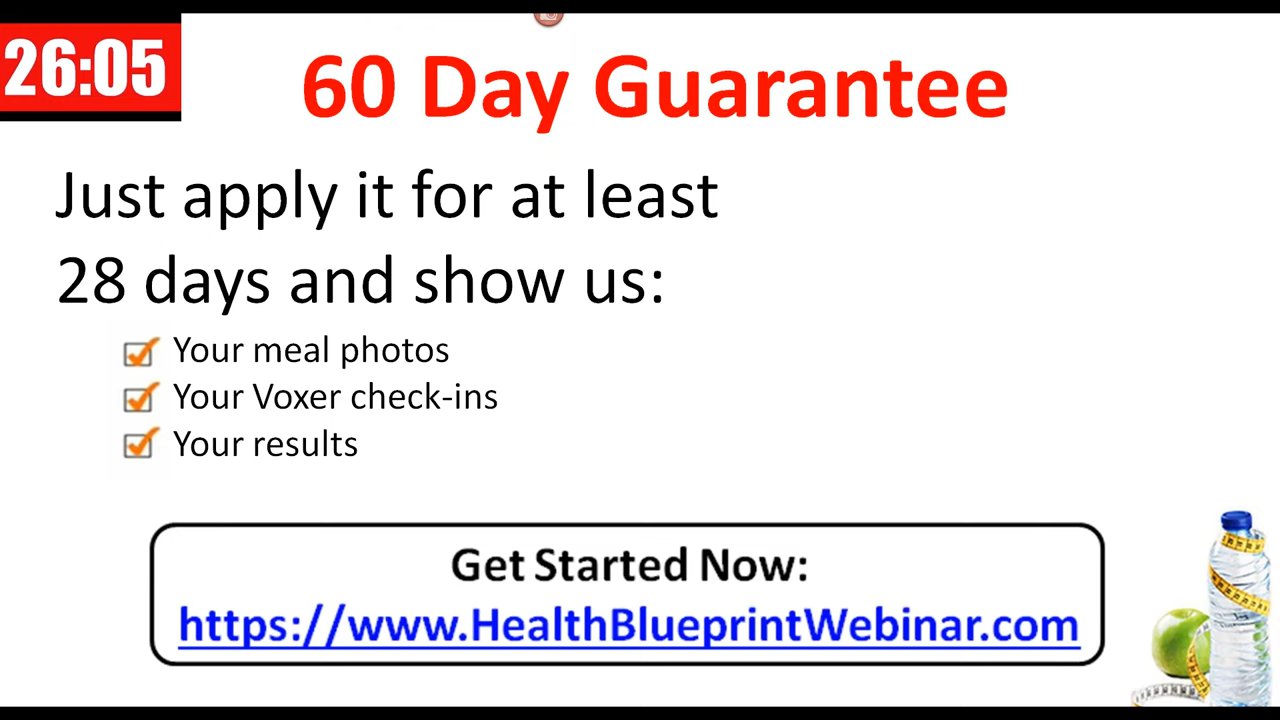 26:05
60 Day Guarantee
Just apply it for at least
28 days and show us:
Your meal photos
Your Voxer check-ins
Your results
Get Started Now:
https://www.HealthBlueprintWebinar.com